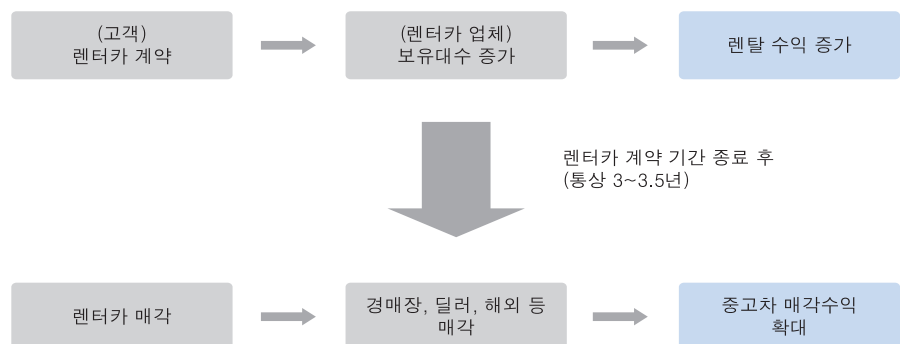 (고객)
렌터카 계약
(렌터카 업체)
보유대수 증가
렌탈 수익 증가
렌터카 계약 기간 종료 후
(통상 3~3.5년)
렌터카 매각
경매장, 딜러, 해외 등
매각
중고차 매각수익
확대